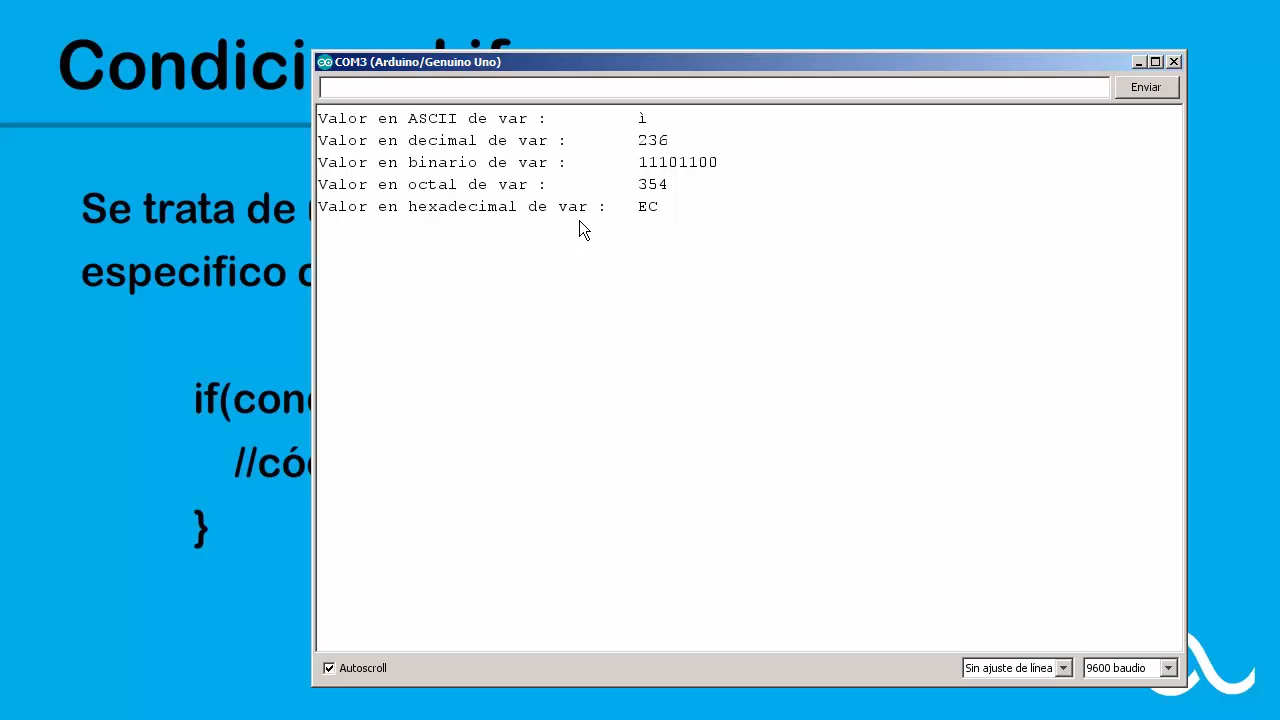 Condici
COM3 (Arduino/Genuino Uno)
Enviar
Valor en ASCII de var : ì
Valor en decimal de var : 236
Valor en binario de var : 11101100
Valor en octal de var : 354
Valor en hexadecimal de var : EC
Se trata de
especifico
if(con
//có
}
Autoscroll
Sin ajuste de línea
9600 baudio